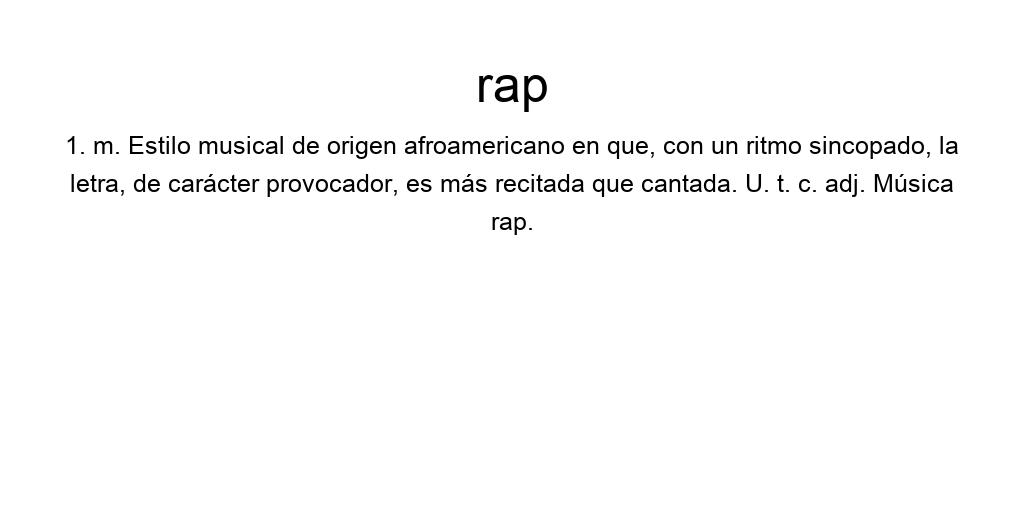 rap
1. m. Estilo musical de origen afroamericano en que, con un ritmo sincopado, la
letra, de carácter provocador, es más recitada que cantada. U. t. c. adj. Música
rap.